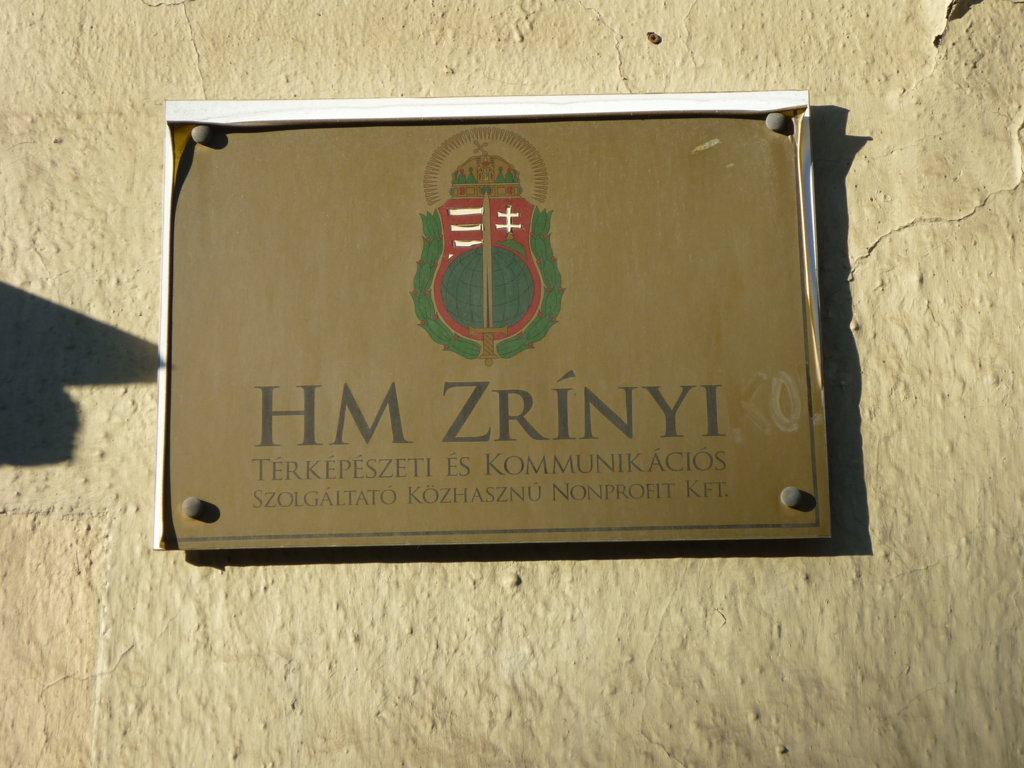 HM Zrínyi
Térképészeti és Kommunikációs
Szolgáltató Közhasznú Nonprofit Kft.